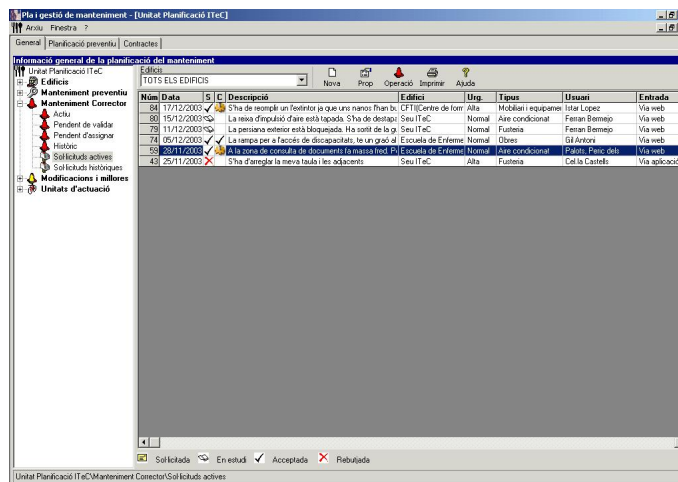 Pla i gestió de manteniment - [Unitat Planificació ITeC]
Arxiu Finestra ?
General Planificació preventiu Contractes
Informació general de la planificació del manteniment
Unitat Planificació ITeC
Edificis
Manteniment preventiu
Manteniment Corrector
Actiu
Pendent de validar
Pendent d'assignar
Històric
Sol·licituds actives
Sol·licituds històriques
Modificacions i millores
Unitats d'actuació
Edificis
TOTS ELS EDIFICIS
Nova Prop Operació Imprimir Ajuda
Núm Data S C Descripció Edifici Urg. Tipus Usuari Entrada
84 17/12/2003 S'ha de reomplir un l'extintor ja que uns nanos l'han bu CFTI(Centre de form Alta Mobiliari i equipamer Istar Lopez Via web
80 15/12/2003 La reixa d'impulsió d'aire està tapada. S'ha de destapa Seu ITeC Normal Aire condicionat Ferran Bermejo Via web
79 11/12/2003 La persiana exterior està bloquejada. Ha sortit de la gu Seu ITeC Normal Fusteria Ferran Bermejo Via web
74 05/12/2003 La rampa per a l'accés de discapacitats, te un graó al Escuela de Enferme Normal Obres Gil Antoni Via web
59 28/11/2003 A la zona de consulta de documents fa massa fred. Escuela de Enferme Normal Aire condicionat Palots, Peric dels Via web
43 25/11/2003 S'ha d'arreglar la meva taula i les adjacents Seu ITeC Alta Fusteria Cel.la Castells Via aplicació
Sol·licitada En estudi Acceptada Rebutjada
Unitat Planificació ITeC\Manteniment Corrector\Sol·licituds actives